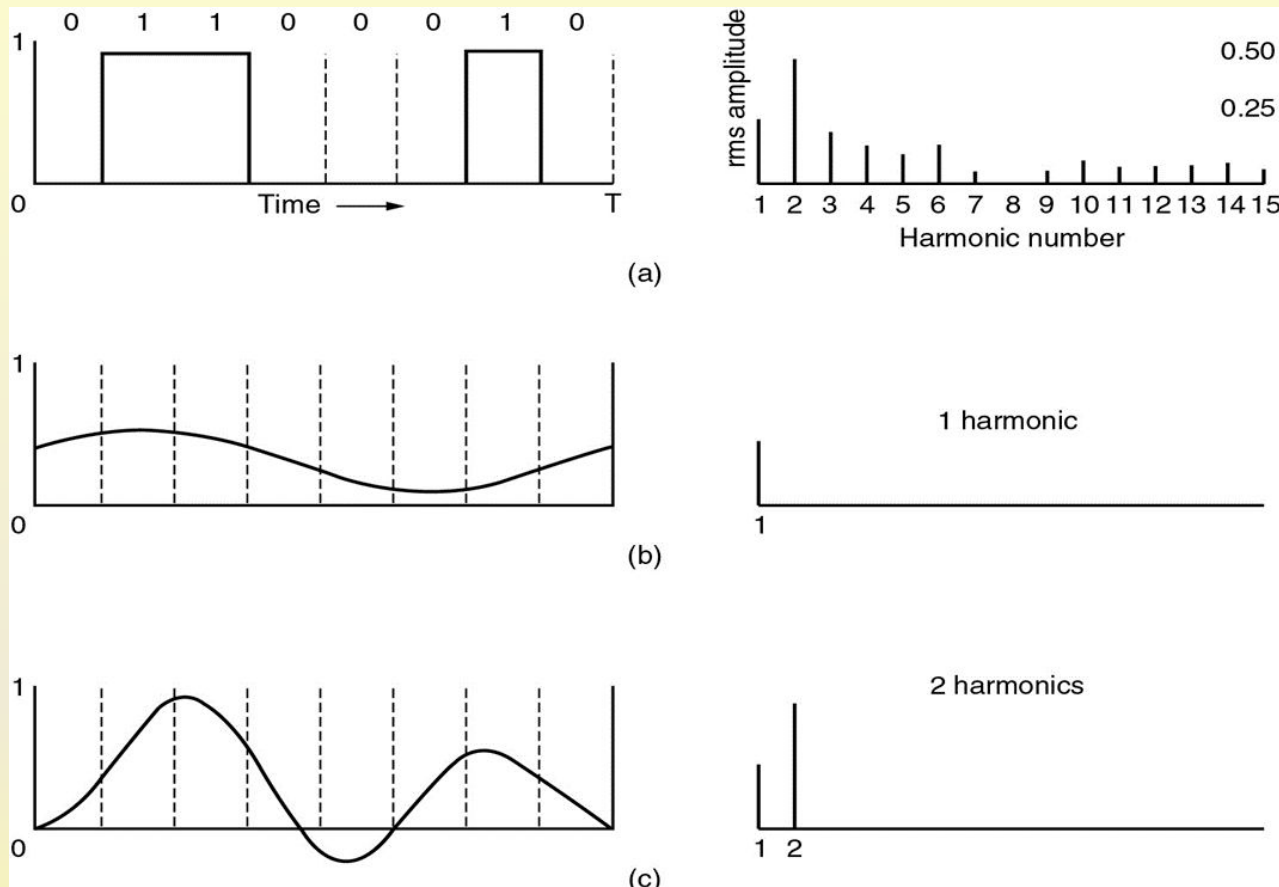 0 1 1 0 0 0 1 0
1
0
Time
T
rms amplitude
0.50
0.25
1 2 3 4 5 6 7 8 9 10 11 12 13 14 15
Harmonic number
(a)
1
0
1 harmonic
1
(b)
1
0
2 harmonics
1 2
(c)